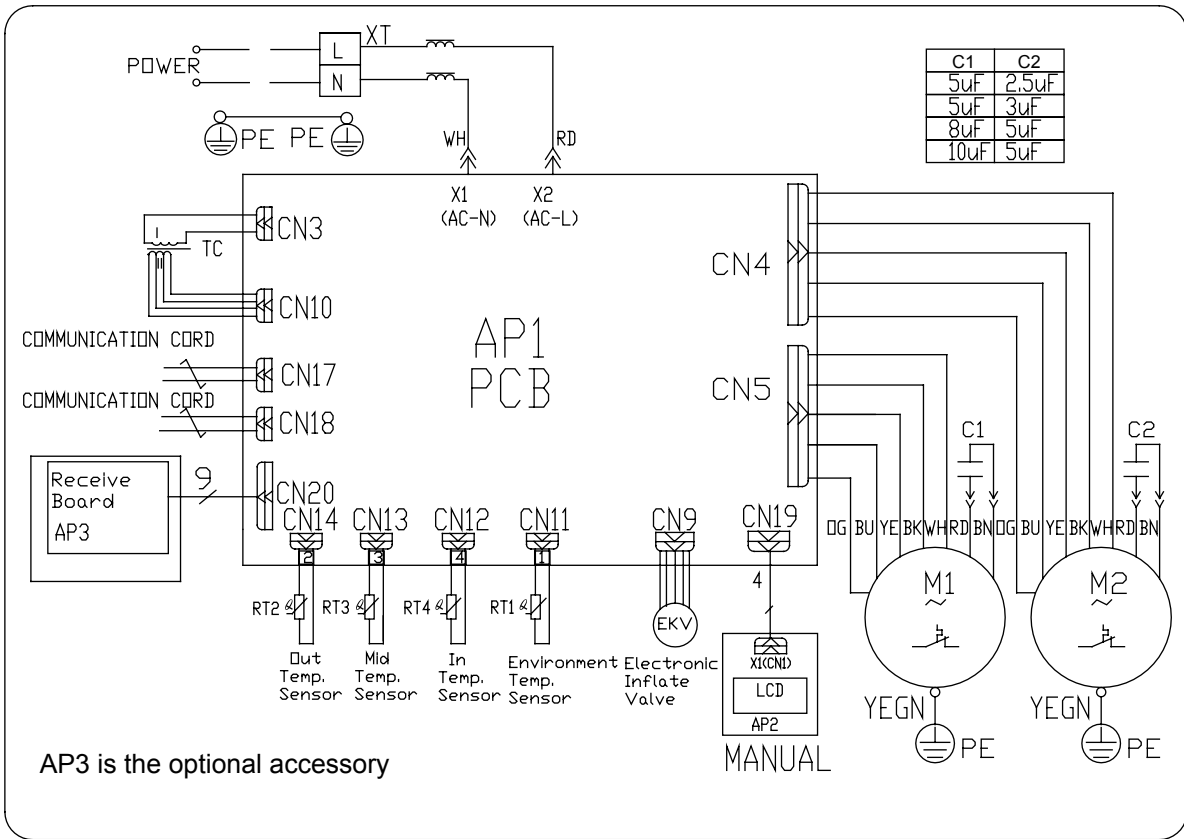 POWER
L
N
XT
PE PE
WH
RD
X1
(AC-N)
X2
(AC-L)
C1 C2
5uF 2.5uF
5uF 3uF
8uF 5uF
10uF 5uF
I
II
TC
CN3
CN10
COMMUNICATION CORD
CN17
COMMUNICATION CORD
CN18
Receive
Board
AP3
9
CN20
AP1
PCB
CN4
CN5
CN14 CN13 CN12 CN11 CN9 CN19
2 3 4 1
RT2 RT3 RT4 RT1
EKV
4
Out
Temp.
Sensor
Mid
Temp.
Sensor
In
Temp.
Sensor
Environment
Temp.
Sensor
Electronic
Inflate
Valve
X1(CN1)
LCD
AP2
MANUAL
C1
C2
OG BU YE BK WH RD BN OG BU YE BK WH RD BN
M1
~
M2
~
YEGN
PE
YEGN
PE
AP3 is the optional accessory